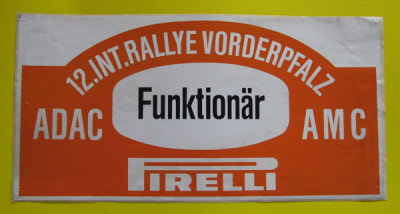 12. INT. RALLYE VORDERPFALZ
Funktionär
ADAC
AMC
PIRELLI